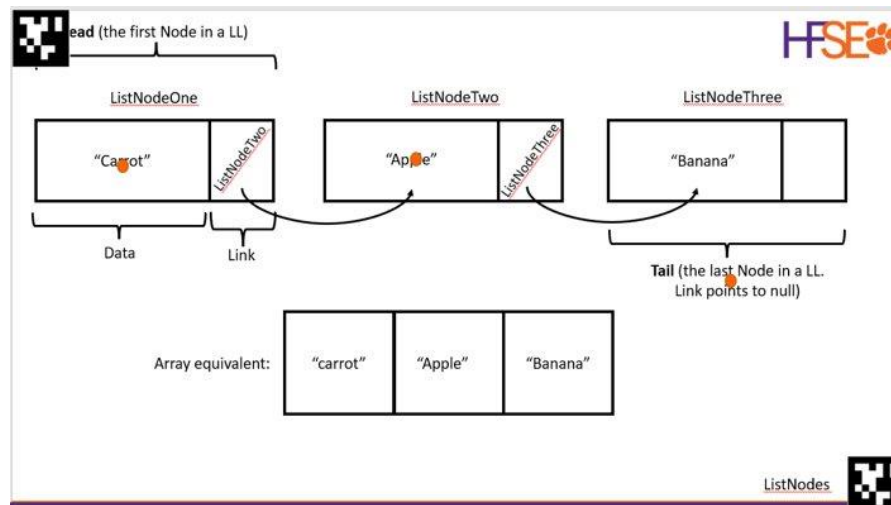 ead (the first Node in a LL)
HFSE
ListNodeOne
ListNodeTwo
ListNodeThree
"Carrot"
ListNodeTwo
"Apple"
ListNodeThree
"Banana"
Data
Link
Tail (the last Node in a LL.
Link points to null)
Array equivalent:
"carrot"
"Apple"
"Banana"
ListNodes